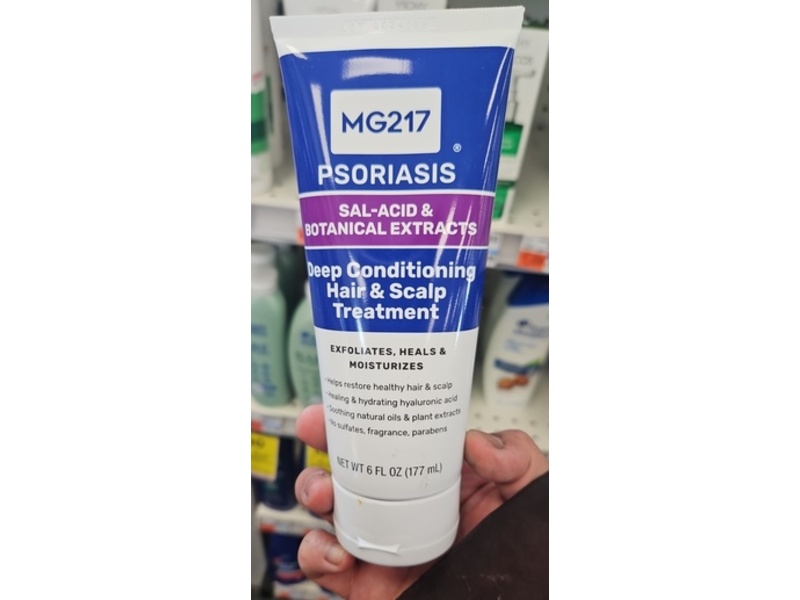 MG217
®
PSORIASIS
SAL-ACID &
BOTANICAL EXTRACTS
Deep Conditioning
Hair & Scalp
Treatment
EXFOLIATES, HEALS &
MOISTURIZES
Helps restore healthy hair & scalp
Healing & hydrating hyaluronic acid
Soothing natural oils & plant extracts
No sulfates, fragrance, parabens
NET WT 6 FL OZ (177 mL)